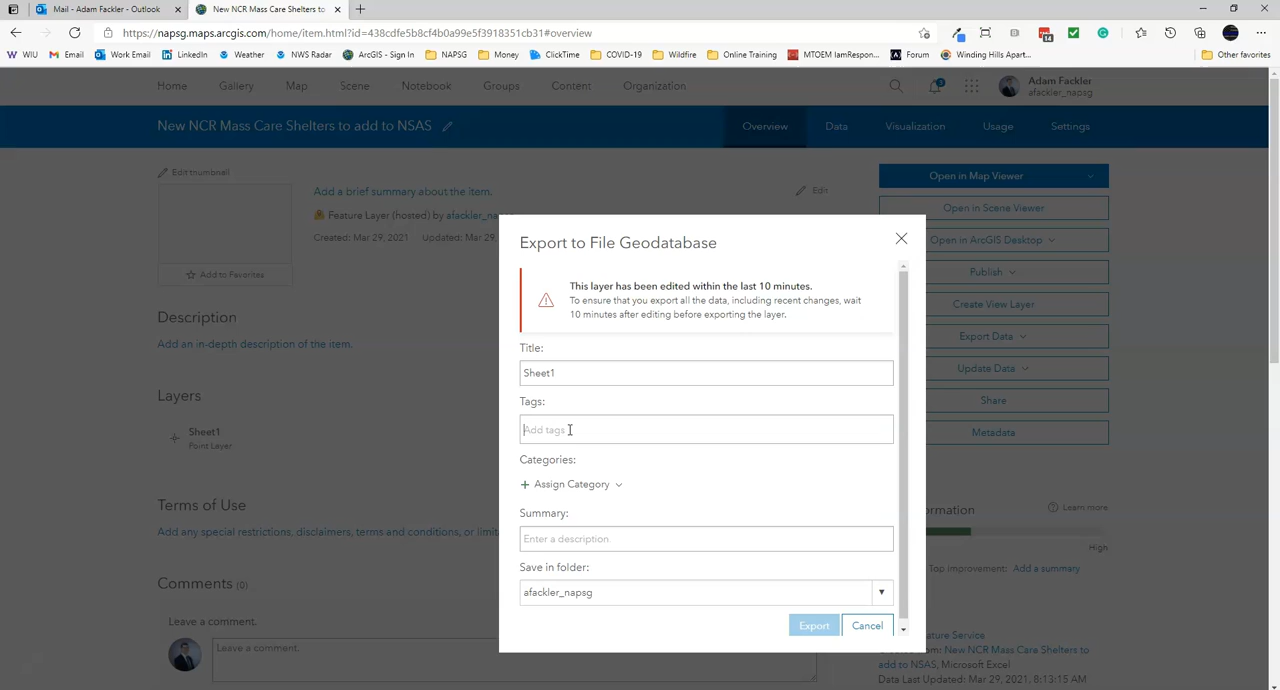 Mail - Adam Fackler - Outlook
New NCR Mass Care Shelters to
https://napsg.maps.arcgis.com/home/item.html?id=438cdfe5b8cf4b0a99e5f3918351cb31#overview
14
WIU
Email
Work Email
LinkedIn
Weather
NWS Radar
ArcGIS - Sign In
NAPSG
Money
ClickTime
COVID-19
Wildfire
Online Training
MTOEM IamRespon...
Forum
Winding Hills Apart...
Other favorites
Home
Gallery
Map
Scene
Notebook
Groups
Content
Organization
Adam Fackler
afackler_napsg
New NCR Mass Care Shelters to add to NSAS
Overview
Data
Visualization
Usage
Settings
Edit thumbnail
Add a brief summary about the item.
Edit
Feature Layer (hosted) by afackler_na
Created: Mar 29, 2021 Updated: Mar 29,
Add to Favorites
Open in Map Viewer
Open in Scene Viewer
Open in ArcGIS Desktop
Publish
Create View Layer
Export Data
Update Data
Share
Metadata
Description
Add an in-depth description of the item.
Layers
Sheet1
Point Layer
Terms of Use
Add any special restrictions, disclaimers, terms and conditions, or limita
Comments (0)
Leave a comment.
Leave a comment
Export to File Geodatabase
This layer has been edited within the last 10 minutes.
To ensure that you export all the data, including recent changes, wait
10 minutes after editing before exporting the layer.
Title:
Sheet1
Tags:
Add tags
Categories:
+ Assign Category
Summary:
Enter a description
Save in folder:
afackler_napsg
Export
Cancel
ormation
Learn more
High
Top improvement: Add a summary
ature Service
New NCR Mass Care Shelters to
add to NSAS, Microsoft Excel
Data Last Updated: Mar 29, 2021, 8:13:15 AM